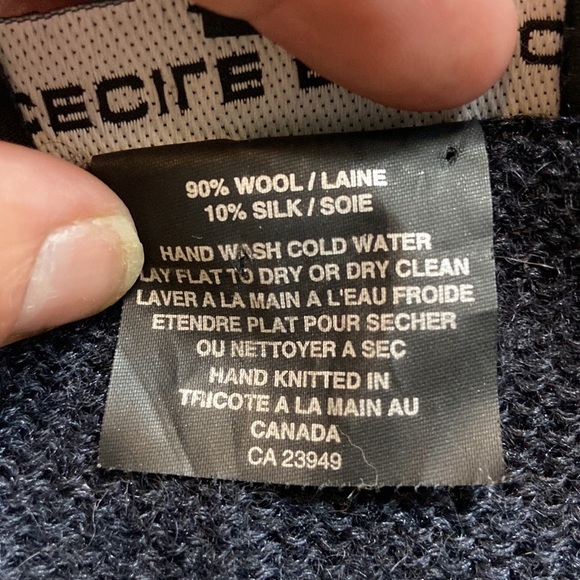 CECILE
90% WOOL / LAINE
10% SILK / SOIE
HAND WASH COLD WATER
LAY FLAT TO DRY OR DRY CLEAN
LAVER A LA MAIN A L'EAU FROIDE
ETENDRE PLAT POUR SECHER
OU NETTOYER A SEC
HAND KNITTED IN
TRICOTE A LA MAIN AU
CANADA
CA 23949